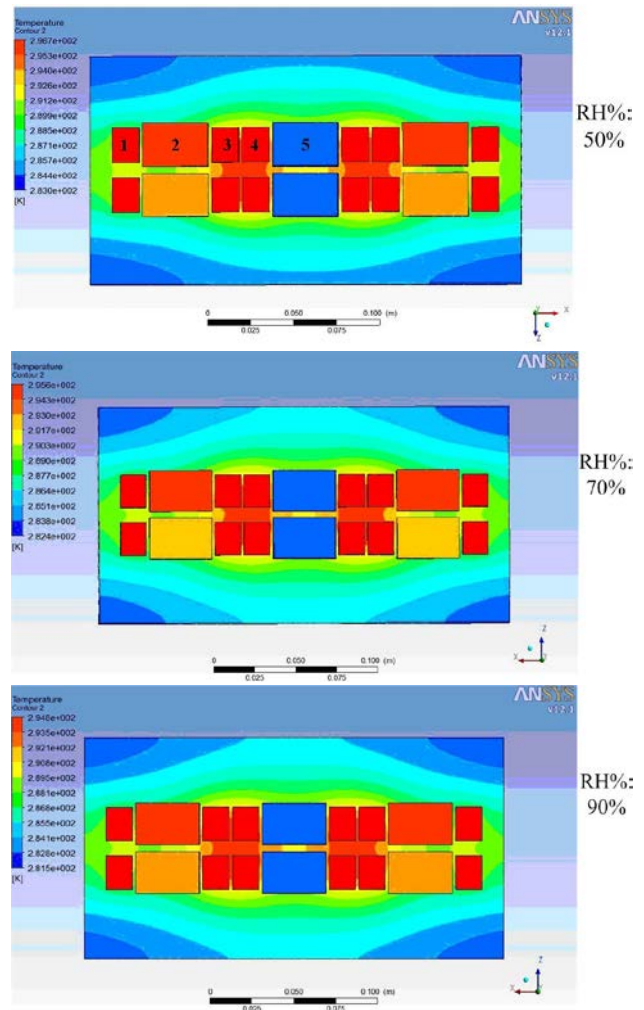 Temperature
Contour 2
ANSYS
v12.1
2.967e+002
2.953e+002
2.940e+002
2.926e+002
2.912e+002
2.899e+002
2.885e+002
2.871e+002
2.857e+002
2.844e+002
2.830e+002
[K]
1 2 3 4 5
RH%:
50%
0 0.050 0.100 (m)
0.025 0.075
X
Z
Temperature
Contour 2
ANSYS
v12.1
2.956e+002
2.943e+002
2.930e+002
2.917e+002
2.903e+002
2.890e+002
2.877e+002
2.864e+002
2.851e+002
2.838e+002
2.824e+002
[K]
RH%:
70%
0 0.050 0.100 (m)
0.025 0.075
Z
X
Temperature
Contour 2
ANSYS
v12.1
2.948e+002
2.935e+002
2.921e+002
2.908e+002
2.895e+002
2.881e+002
2.868e+002
2.855e+002
2.841e+002
2.828e+002
2.815e+002
[K]
RH%:
90%
0 0.050 0.100 (m)
0.025 0.075
Z
X